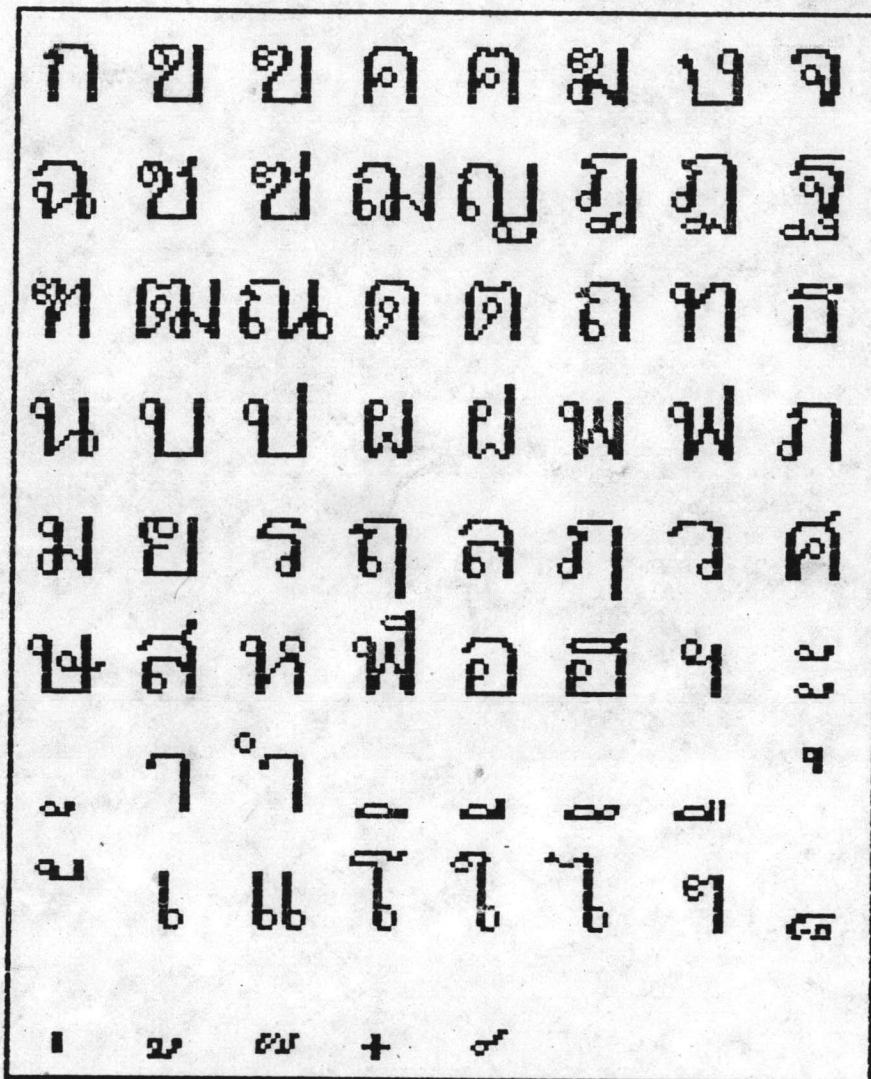 ก ข ฃ ค ฅ ฆ ง จ
ฉ ช ซ ฌ ญ ฎ ฏ ฐ
ฑ ฒ ณ ด ต ถ ท ธ
น บ ป ผ ฝ พ ฟ ภ
ม ย ร ฤ ล ฦ ว ศ
ษ ส ห ฬ อ ฮ ฯ ะ
ั า ำ ิ ี ึ ื ุ
ู เ แ โ ใ ไ ๆ ็
่ ้ ๊ ๋ ์